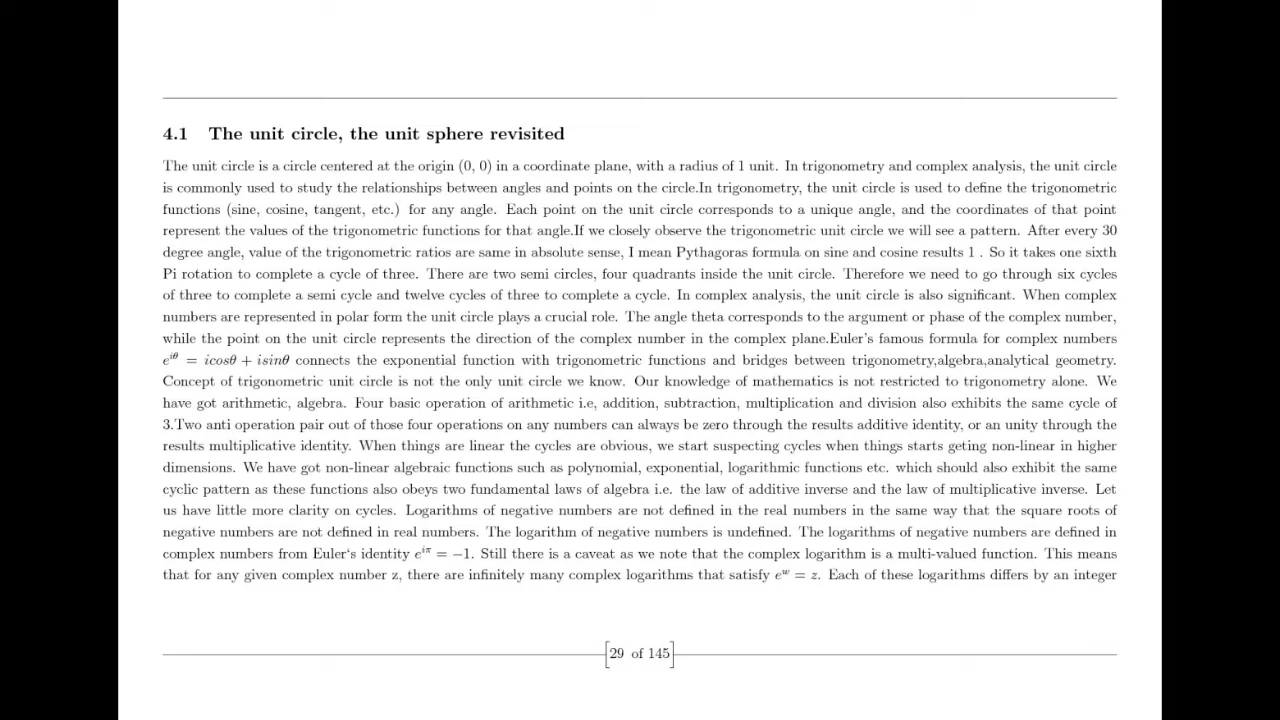 4.1 The unit circle, the unit sphere revisited
The unit circle is a circle centered at the origin (0, 0) in a coordinate plane, with a radius of 1 unit. In trigonometry and complex analysis, the unit circle
is commonly used to study the relationships between angles and points on the circle.In trigonometry, the unit circle is used to define the trigonometric
functions (sine, cosine, tangent, etc.) for any angle. Each point on the unit circle corresponds to a unique angle, and the coordinates of that point
represent the values of the trigonometric functions for that angle.If we closely observe the trigonometric unit circle we will see a pattern. After every 30
degree angle, value of the trigonometric ratios are same in absolute sense, I mean Pythagoras formula on sine and cosine results 1 . So it takes one sixth
Pi rotation to complete a cycle of three. There are two semi circles, four quadrants inside the unit circle. Therefore we need to go through six cycles
of three to complete a semi cycle and twelve cycles of three to complete a cycle. In complex analysis, the unit circle is also significant. When complex
numbers are represented in polar form the unit circle plays a crucial role. The angle theta corresponds to the argument or phase of the complex number,
while the point on the unit circle represents the direction of the complex number in the complex plane.Euler's famous formula for complex numbers
e^{iθ} = icosθ + isinθ connects the exponential function with trigonometric functions and bridges between trigonometry,algebra,analytical geometry.
Concept of trigonometric unit circle is not the only unit circle we know. Our knowledge of mathematics is not restricted to trigonometry alone. We
have got arithmetic, algebra. Four basic operation of arithmetic i.e, addition, subtraction, multiplication and division also exhibits the same cycle of
3.Two anti operation pair out of those four operations on any numbers can always be zero through the results additive identity, or an unity through the
results multiplicative identity. When things are linear the cycles are obvious, we start suspecting cycles when things starts geting non-linear in higher
dimensions. We have got non-linear algebraic functions such as polynomial, exponential, logarithmic functions etc. which should also exhibit the same
cyclic pattern as these functions also obeys two fundamental laws of algebra i.e. the law of additive inverse and the law of multiplicative inverse. Let
us have little more clarity on cycles. Logarithms of negative numbers are not defined in the real numbers in the same way that the square roots of
negative numbers are not defined in real numbers. The logarithm of negative numbers is undefined. The logarithms of negative numbers are defined in
complex numbers from Euler‘s identity e^{iπ} = −1. Still there is a caveat as we note that the complex logarithm is a multi-valued function. This means
that for any given complex number z, there are infinitely many complex logarithms that satisfy e^w = z. Each of these logarithms differs by an integer
29 of 145